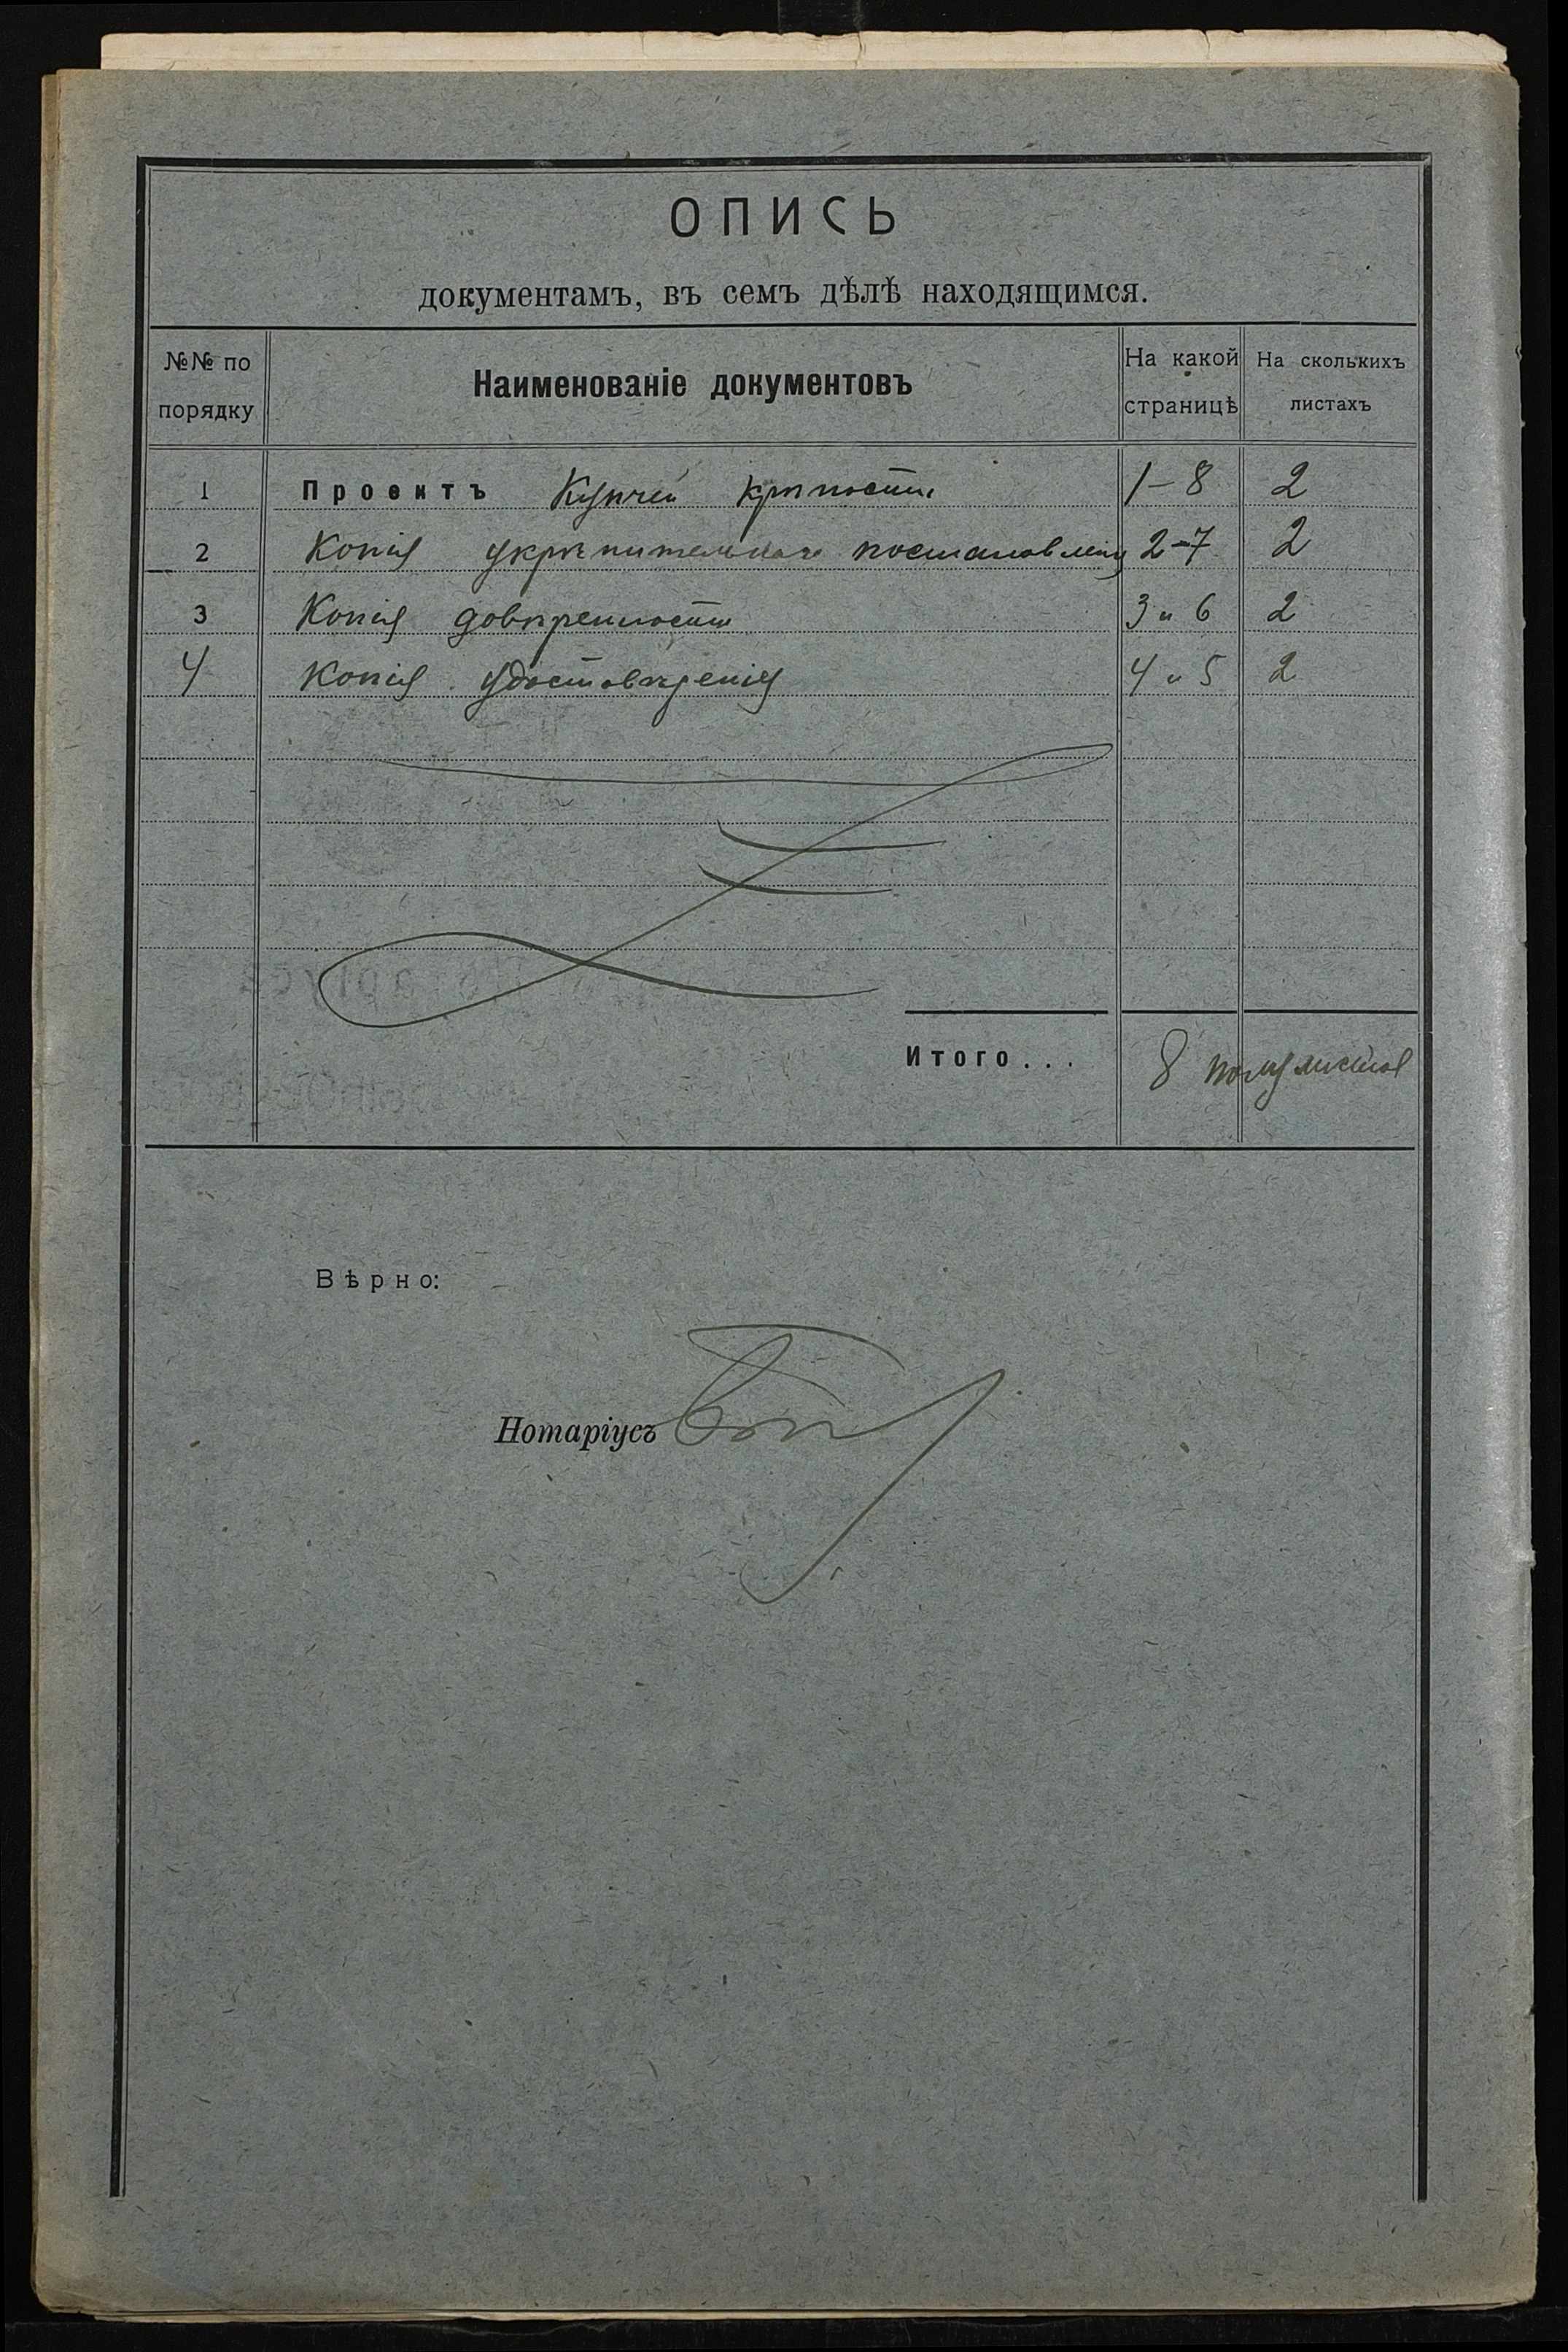 ОПИСЬ
документамъ, въ семъ дѣлѣ находящимся.
№№ по порядку Наименованіе документовъ На какой страницѣ На сколькихъ листахъ
1 Проектъ Купчей крѣпости 1-8 2
2 Копія укрѣпительнаго постановленія 2-7 2
3 Копія довѣренности 3 и 6 2
4 Копія удостовѣренія 4 и 5 2
Итого... 8 полулистов
Вѣрно:
Нотаріусъ